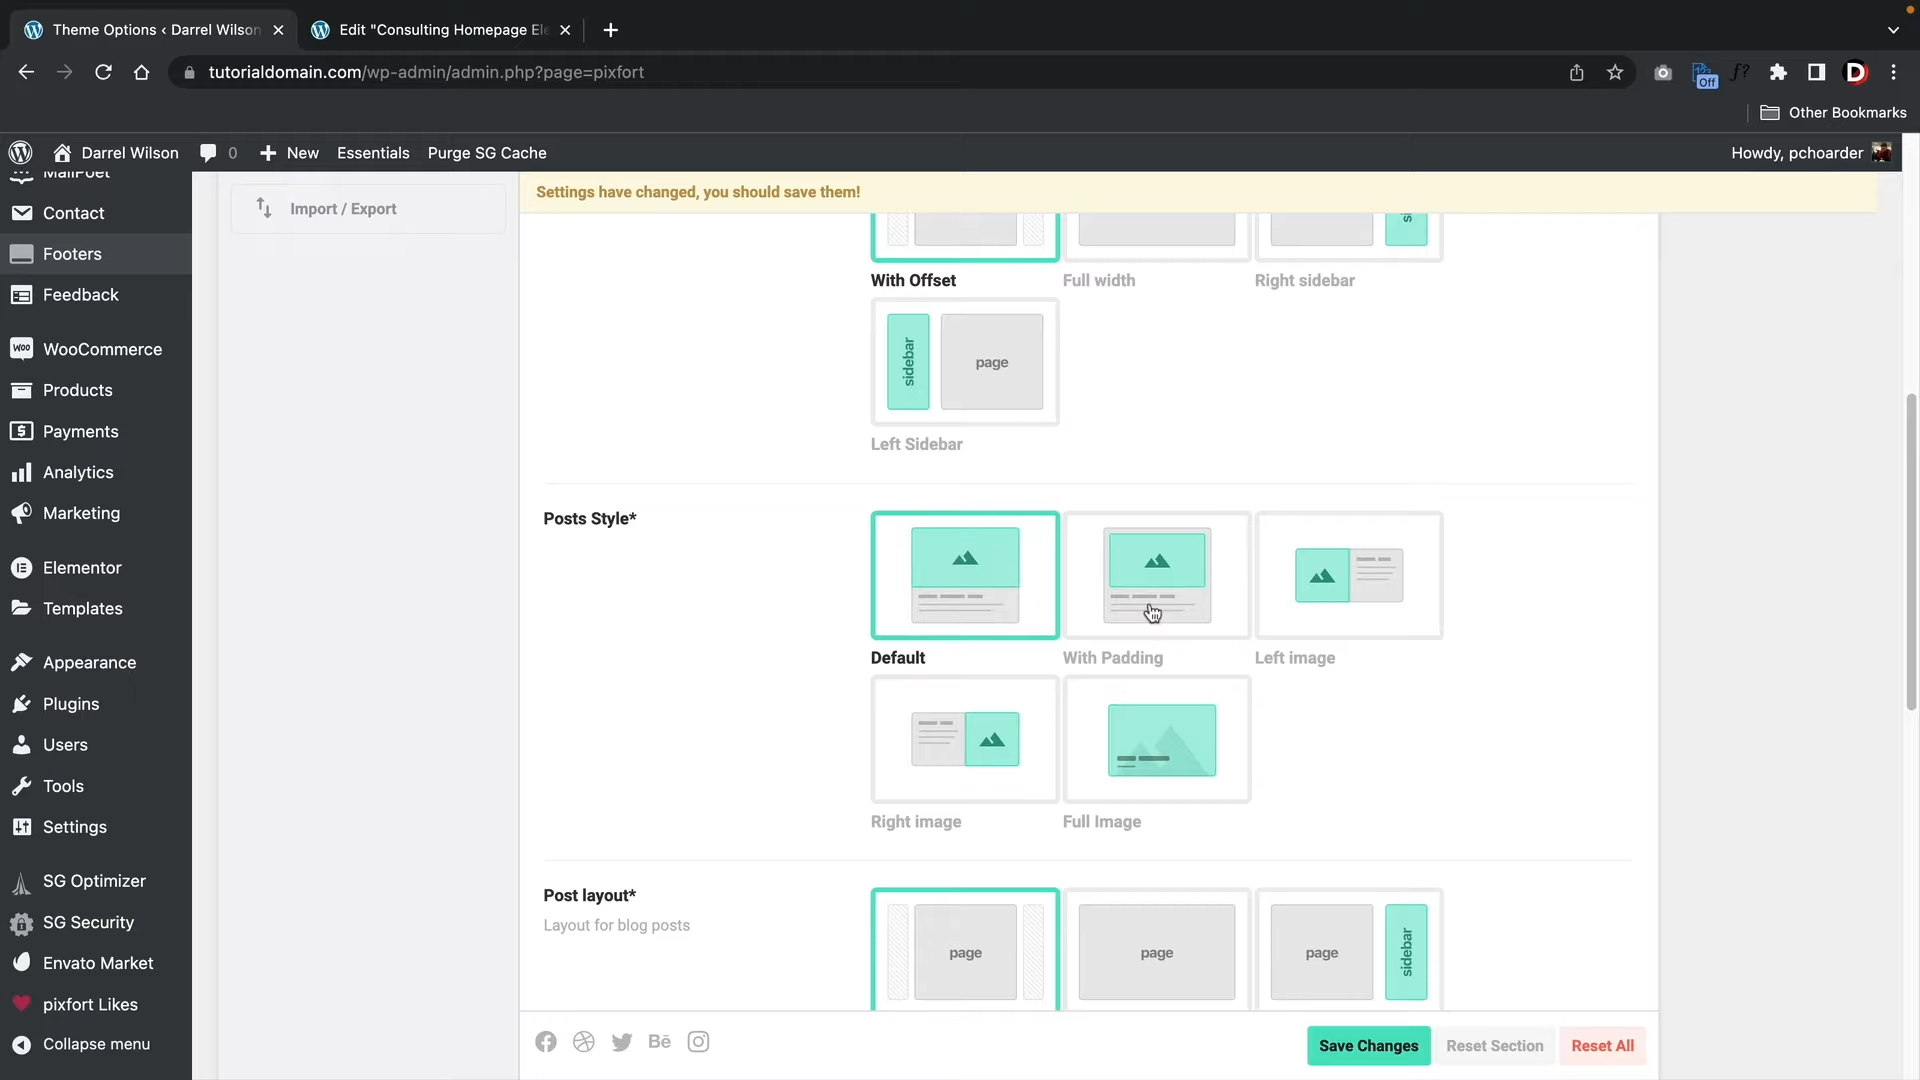 Theme Options ‹ Darrel Wilson
Edit "Consulting Homepage Ele
tutorialdomain.com/wp-admin/admin.php?page=pixfort
Off
f?
D
Other Bookmarks
Darrel Wilson
0
New
Essentials
Purge SG Cache
Howdy, pchoarder
MailPoet
Contact
Footers
Feedback
WooCommerce
Products
Payments
Analytics
Marketing
Elementor
Templates
Appearance
Plugins
Users
Tools
Settings
SG Optimizer
SG Security
Envato Market
pixfort Likes
Collapse menu
Import / Export
Settings have changed, you should save them!
With Offset
Full width
Right sidebar
sidebar
page
Left Sidebar
Posts Style*
Default
With Padding
Left image
Right image
Full Image
Post layout*
Layout for blog posts
page
page
page
sidebar
Bē
Save Changes
Reset Section
Reset All